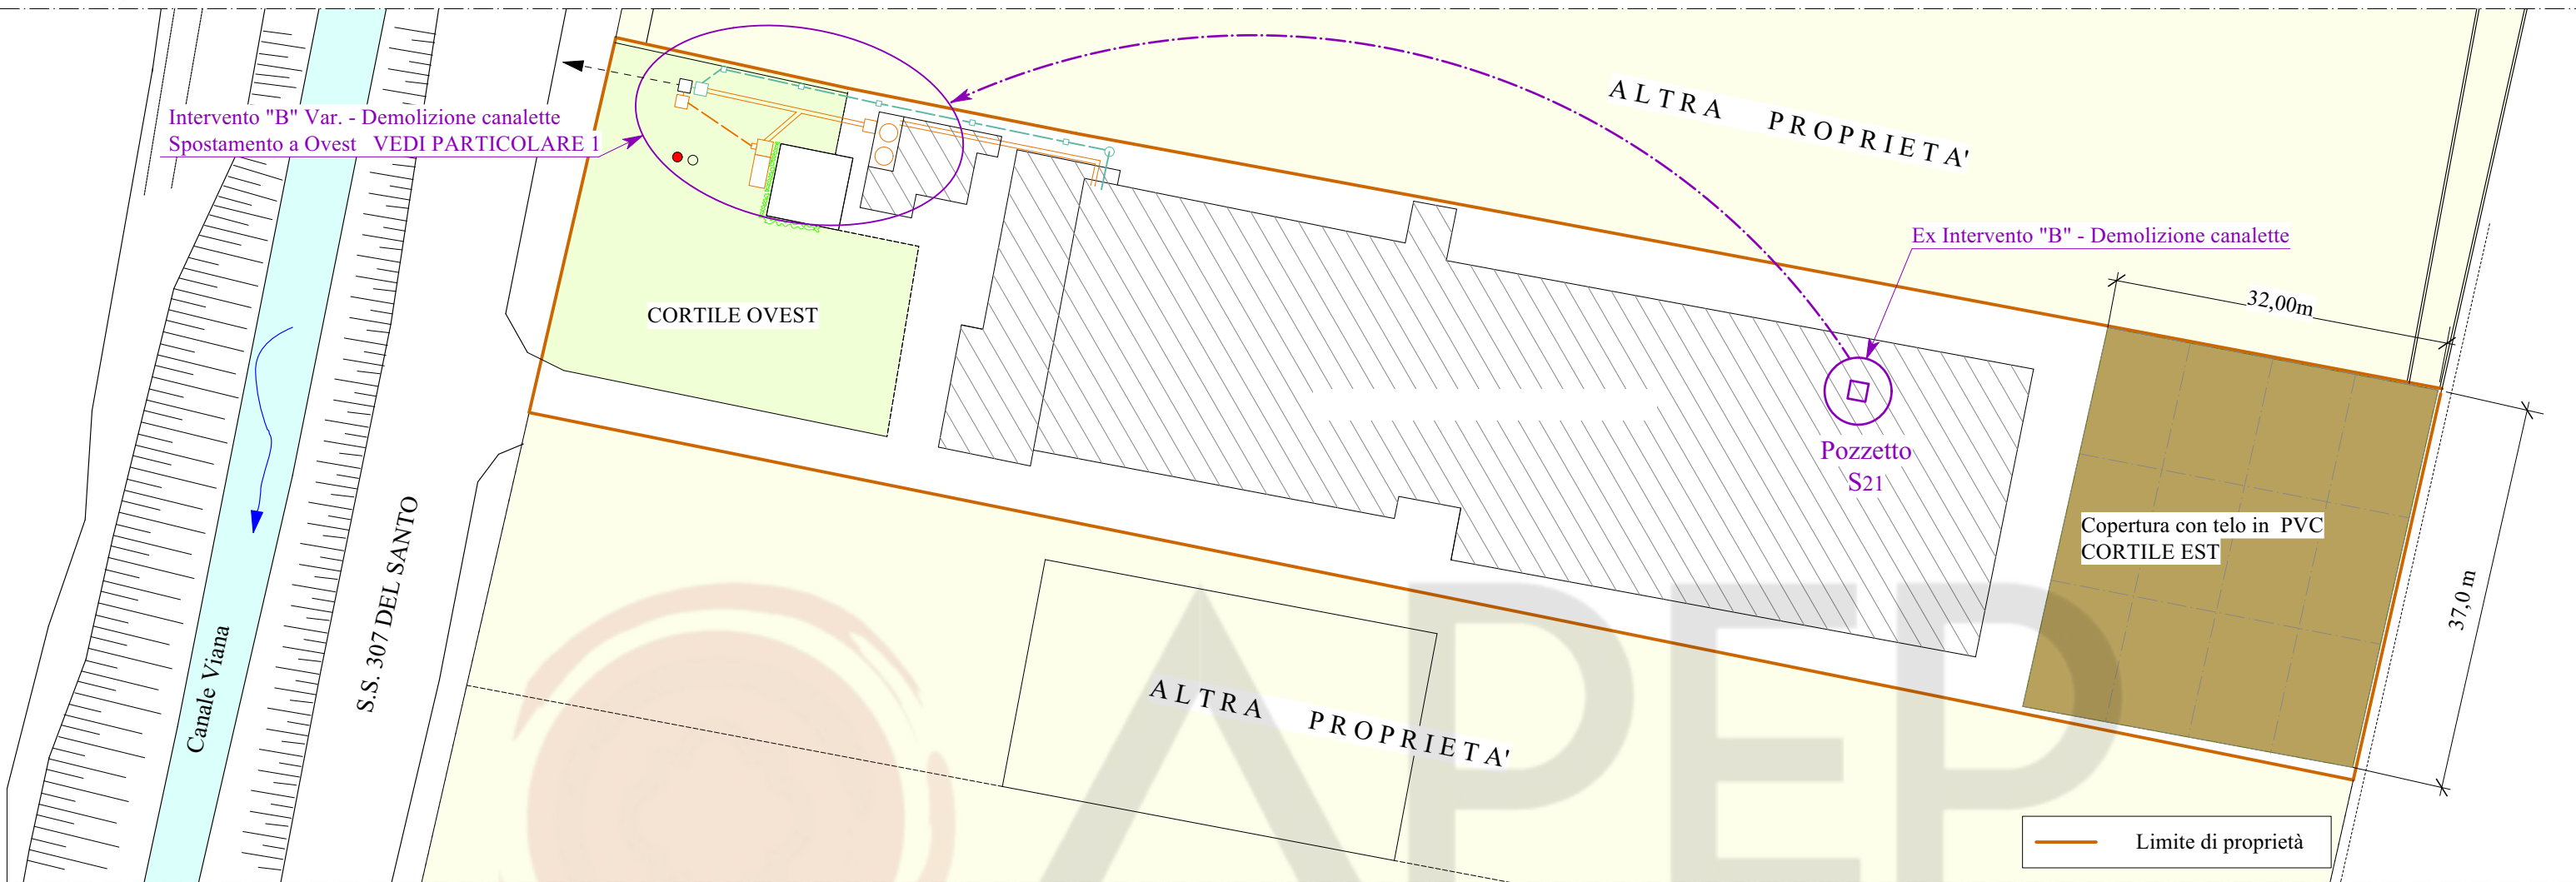 Intervento "B" Var. - Demolizione canalette
Spostamento a Ovest VEDI PARTICOLARE 1
ALTRA PROPRIETA'
Ex Intervento "B" - Demolizione canalette
32,00m
CORTILE OVEST
Pozzetto
S21
Copertura con telo in PVC
CORTILE EST
37,0 m
S.S. 307 DEL SANTO
Canale Viana
ALTRA PROPRIETA'
Limite di proprietà
APEP